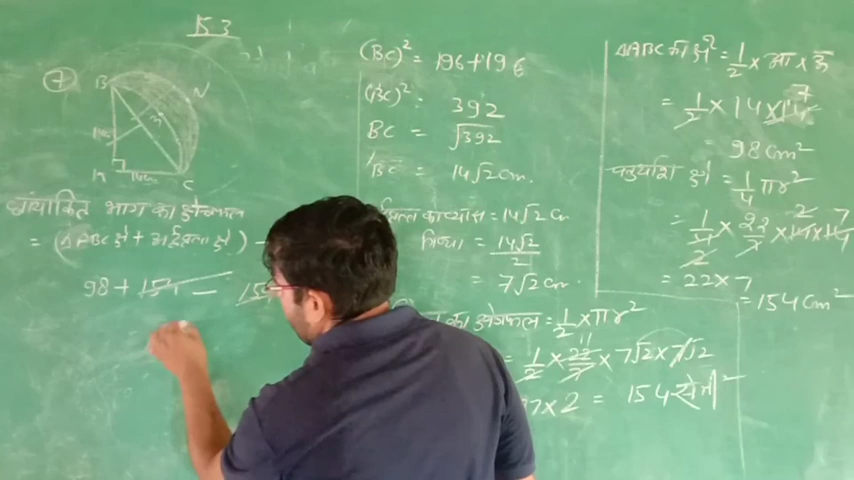 15.3
7
B
N
14
A 14cm C
छायांकित भाग का क्षेत्रफल
= (ΔABC क्षे + अर्द्धवृत्त क्षे) -
98 + 154 -
(BC)² = 196+196
(BC)² = 392
BC = √392
BC = 14√2 cm.
का व्यास = 14√2 cm
त्रिज्या = 14√2/2
= 7√2 cm
का क्षेत्रफल = 1/2 × πr²
= 1/2 × 22/7 × 7√2 × 7√2
× 2 = 154 सेमी²
ΔABC का क्षे = 1/2 × आ × ऊँ
= 1/2 × 14 × 14 7
= 98 cm²
चतुर्थांश क्षे = 1/4 πr²
= 1/4 × 22/7 × 14 × 14
= 22 × 7
= 154 cm²